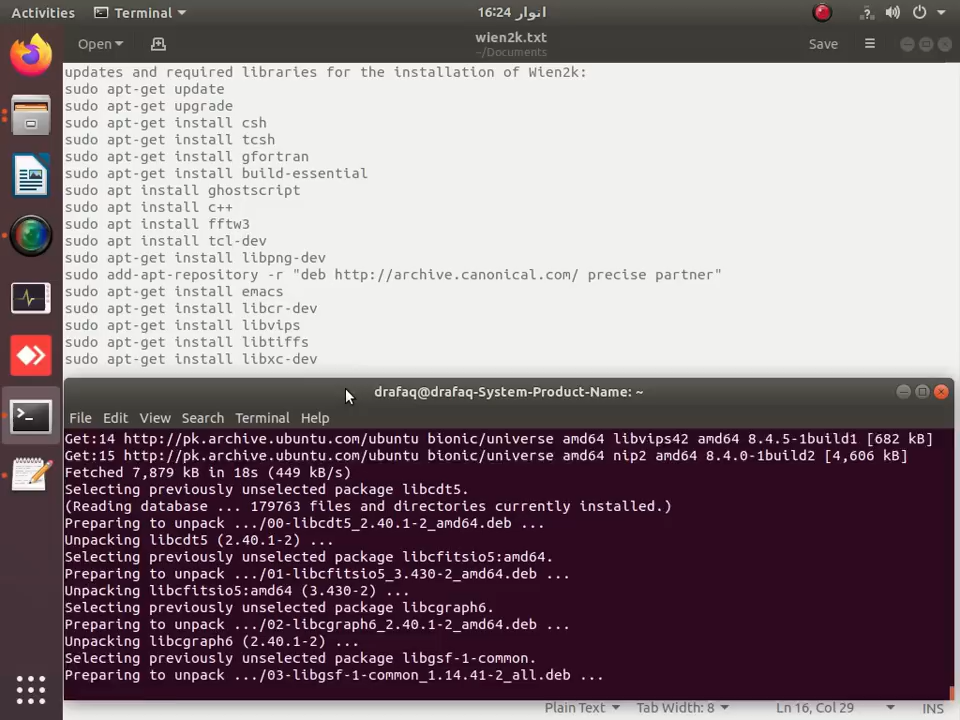 Activities
Terminal
انوار 16:24
Open
wien2k.txt
~/Documents
Save
updates and required libraries for the installation of Wien2k:
sudo apt-get update
sudo apt-get upgrade
sudo apt-get install csh
sudo apt-get install tcsh
sudo apt-get install gfortran
sudo apt-get install build-essential
sudo apt install ghostscript
sudo apt install c++
sudo apt install fftw3
sudo apt install tcl-dev
sudo apt-get install libpng-dev
sudo add-apt-repository -r "deb http://archive.canonical.com/ precise partner"
sudo apt-get install emacs
sudo apt-get install libcr-dev
sudo apt-get install libvips
sudo apt-get install libtiffs
sudo apt-get install libxc-dev
drafaq@drafaq-System-Product-Name: ~
File Edit View Search Terminal Help
Get:14 http://pk.archive.ubuntu.com/ubuntu bionic/universe amd64 libvips42 amd64 8.4.5-1build1 [682 kB]
Get:15 http://pk.archive.ubuntu.com/ubuntu bionic/universe amd64 nip2 amd64 8.4.0-1build2 [4,606 kB]
Fetched 7,879 kB in 18s (449 kB/s)
Selecting previously unselected package libcdt5.
(Reading database ... 179763 files and directories currently installed.)
Preparing to unpack .../00-libcdt5_2.40.1-2_amd64.deb ...
Unpacking libcdt5 (2.40.1-2) ...
Selecting previously unselected package libcfitsio5:amd64.
Preparing to unpack .../01-libcfitsio5_3.430-2_amd64.deb ...
Unpacking libcfitsio5:amd64 (3.430-2) ...
Selecting previously unselected package libcgraph6.
Preparing to unpack .../02-libcgraph6_2.40.1-2_amd64.deb ...
Unpacking libcgraph6 (2.40.1-2) ...
Selecting previously unselected package libgsf-1-common.
Preparing to unpack .../03-libgsf-1-common_1.14.41-2_all.deb ...
Plain Text Tab Width: 8 Ln 16, Col 29 INS